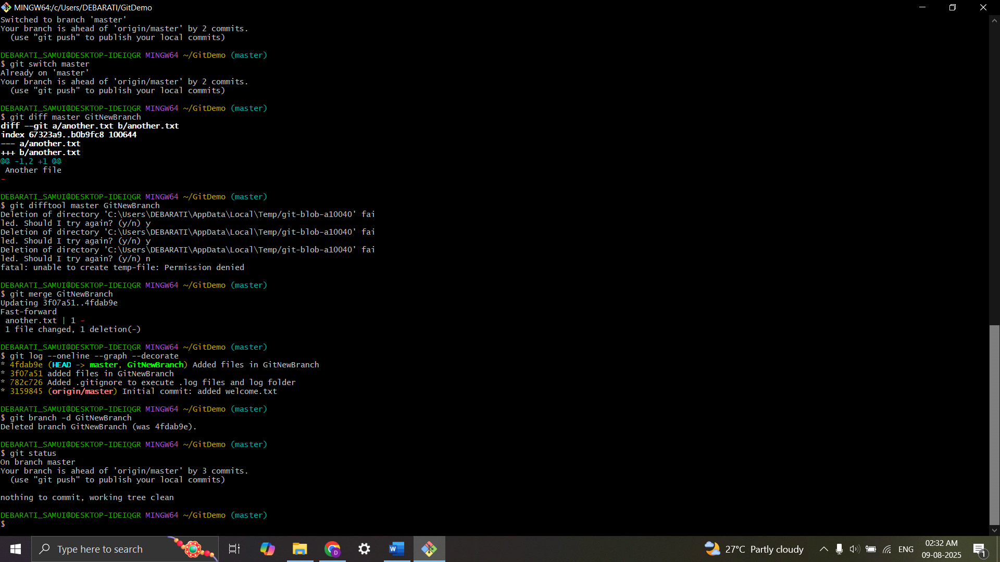 MINGW64:/c/Users/DEBARATI/GitDemo
Switched to branch 'master'
Your branch is ahead of 'origin/master' by 2 commits.
  (use "git push" to publish your local commits)
DEBARATI_SAMUI@DESKTOP-IDEIQGR MINGW64 ~/GitDemo (master)
$ git switch master
Already on 'master'
Your branch is ahead of 'origin/master' by 2 commits.
  (use "git push" to publish your local commits)
DEBARATI_SAMUI@DESKTOP-IDEIQGR MINGW64 ~/GitDemo (master)
$ git diff master GitNewBranch
diff --git a/another.txt b/another.txt
index 67323a9..b0b9fc8 100644
--- a/another.txt
+++ b/another.txt
@@ -1,2 +1 @@
 Another file
-
DEBARATI_SAMUI@DESKTOP-IDEIQGR MINGW64 ~/GitDemo (master)
$ git difftool master GitNewBranch
Deletion of directory 'C:\Users\DEBARATI\AppData\Local\Temp/git-blob-a10040' fai
led. Should I try again? (y/n) y
Deletion of directory 'C:\Users\DEBARATI\AppData\Local\Temp/git-blob-a10040' fai
led. Should I try again? (y/n) y
Deletion of directory 'C:\Users\DEBARATI\AppData\Local\Temp/git-blob-a10040' fai
led. Should I try again? (y/n) n
fatal: unable to create temp-file: Permission denied
DEBARATI_SAMUI@DESKTOP-IDEIQGR MINGW64 ~/GitDemo (master)
$ git merge GitNewBranch
Updating 3f07a51..4fdab9e
Fast-forward
 another.txt | 1 -
 1 file changed, 1 deletion(-)
DEBARATI_SAMUI@DESKTOP-IDEIQGR MINGW64 ~/GitDemo (master)
$ git log --oneline --graph --decorate
* 4fdab9e (HEAD -> master, GitNewBranch) Added files in GitNewBranch
* 3f07a51 added files in GitNewBranch
* 782c726 Added .gitignore to execute .log files and log folder
* 3159845 (origin/master) Initial commit: added welcome.txt
DEBARATI_SAMUI@DESKTOP-IDEIQGR MINGW64 ~/GitDemo (master)
$ git branch -d GitNewBranch
Deleted branch GitNewBranch (was 4fdab9e).
DEBARATI_SAMUI@DESKTOP-IDEIQGR MINGW64 ~/GitDemo (master)
$ git status
On branch master
Your branch is ahead of 'origin/master' by 3 commits.
  (use "git push" to publish your local commits)
nothing to commit, working tree clean
DEBARATI_SAMUI@DESKTOP-IDEIQGR MINGW64 ~/GitDemo (master)
$
Type here to search
27°C Partly cloudy
ENG
02:32 AM
09-08-2025
1